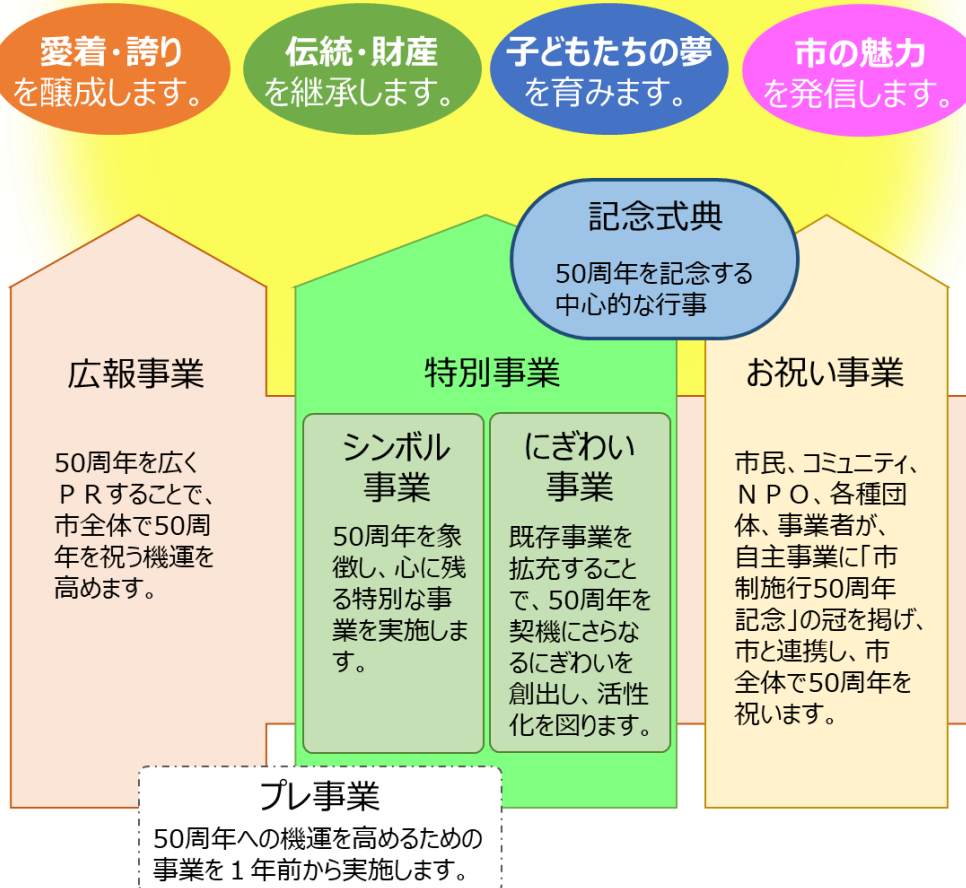 愛着・誇り
を醸成します。
伝統・財産
を継承します。
子どもたちの夢
を育みます。
市の魅力
を発信します。
記念式典
50周年を記念する
中心的な行事
広報事業
50周年を広く
ＰＲすることで、
市全体で50周
年を祝う機運を
高めます。
特別事業
シンボル
事業
50周年を象
徴し、心に残
る特別な事
業を実施しま
す。
にぎわい
事業
既存事業を
拡充すること
で、50周年を
契機にさらな
るにぎわいを
創出し、活性
化を図ります。
お祝い事業
市民、コミュニティ、
ＮＰＯ、各種団
体、事業者が、
自主事業に「市
制施行50周年
記念」の冠を掲げ、
市と連携し、市
全体で50周年を
祝います。
プレ事業
50周年への機運を高めるための
事業を１年前から実施します。